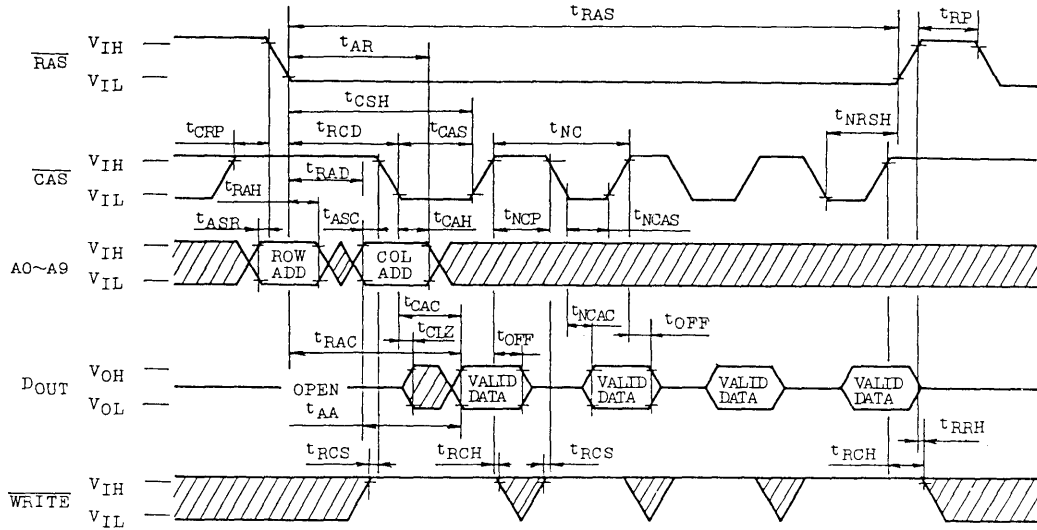 tRAS
tRP
tAR
RAS
VIH
VIL
tCSH
tCRP
tRCD
tCAS
tNC
tNRSH
CAS
VIH
VIL
tRAH
tRAD
tASR
tASC
tCAH
tNCP
tNCAS
A0~A9
VIH
VIL
ROW
ADD
COL
ADD
tCAC
tCLZ
tNCAC
tOFF
tRAC
tOFF
DOUT
VOH
VOL
OPEN
VALID
DATA
VALID
DATA
VALID
DATA
VALID
DATA
tAA
tRRH
tRCS
tRCH
tRCS
tRCH
WRITE
VIH
VIL